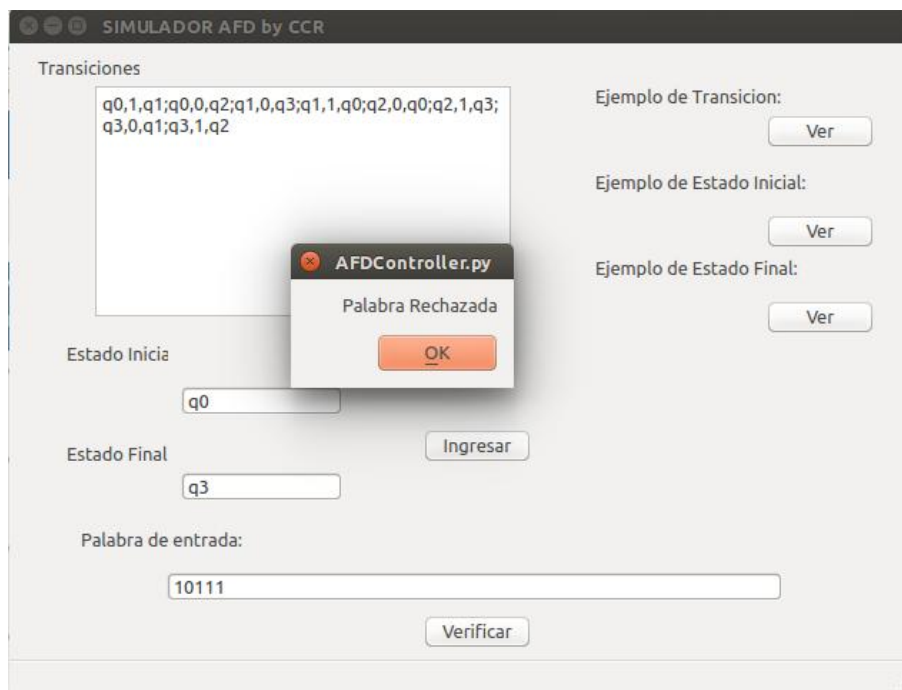 SIMULADOR AFD by CCR
Transiciones
q0,1,q1;q0,0,q2;q1,0,q3;q1,1,q0;q2,0,q0;q2,1,q3;
q3,0,q1;q3,1,q2
Ejemplo de Transicion:
Ver
Ejemplo de Estado Inicial:
Ver
Ejemplo de Estado Final:
Ver
AFDController.py
Palabra Rechazada
OK
Estado Inicia
q0
Ingresar
Estado Final
q3
Palabra de entrada:
10111
Verificar